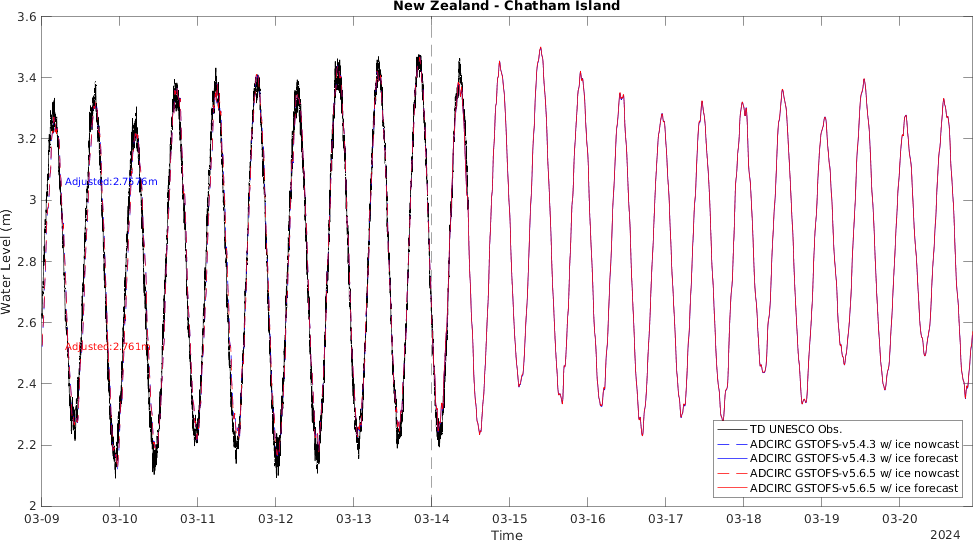 New Zealand - Chatham Island
3.6
3.4
3.2
3
2.8
2.6
2.4
2.2
2
Water Level (m)
Adjusted:2.7576m
Adjusted:2.761m
TD UNESCO Obs.
ADCIRC GSTOFS-v5.4.3 w/ ice nowcast
ADCIRC GSTOFS-v5.4.3 w/ ice forecast
ADCIRC GSTOFS-v5.6.5 w/ ice nowcast
ADCIRC GSTOFS-v5.6.5 w/ ice forecast
03-09 03-10 03-11 03-12 03-13 03-14 03-15 03-16 03-17 03-18 03-19 03-20
Time
2024